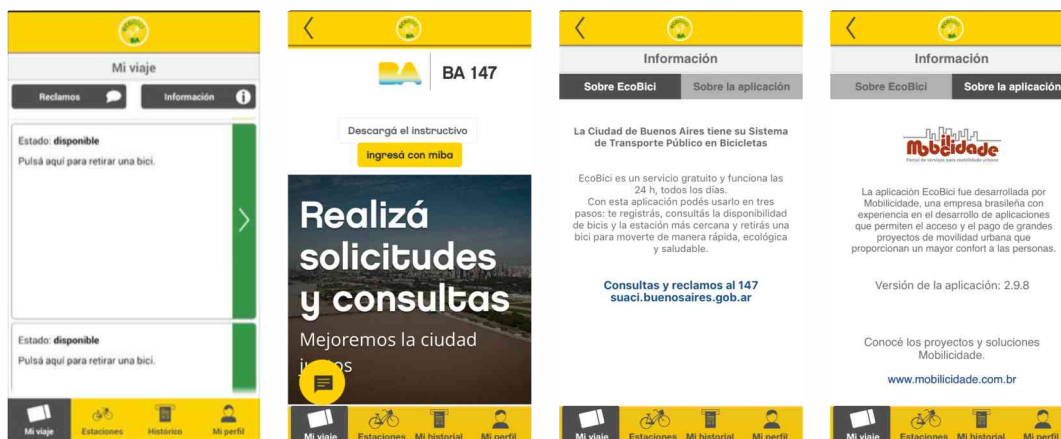 ECOBICI
BA
Mi viaje
Reclamos
Información
Estado: disponible
Pulsá aquí para retirar una bici.
Estado: disponible
Pulsá aquí para retirar una bici.
Mi viaje
Estaciones
Histórico
Mi perfil
BA
BA 147
Descargá el instructivo
ingresá con miba
Realizá
solicitudes
y consultas
Mejoremos la ciudad
Mi viaje
Estaciones
Mi historial
Mi perfil
Información
Sobre EcoBici
Sobre la aplicación
La Ciudad de Buenos Aires tiene su Sistema
de Transporte Público en Bicicletas
EcoBici es un servicio gratuito y funciona las
24 h, todos los días.
Con esta aplicación podés usarlo en tres
pasos: te registrás, consultás la disponibilidad
de bicis y la estación más cercana y retirás una
bici para moverte de manera rápida, ecológica
y saludable.
Consultas y reclamos al 147
suaci.buenosaires.gob.ar
Mi viaje
Estaciones
Mi historial
Mi perfil
Información
Sobre EcoBici
Sobre la aplicación
Mobilidade
Portal de serviços para mobilidade urbana
La aplicación EcoBici fue desarrollada por
Mobilicidade, una empresa brasileña con
experiencia en el desarrollo de aplicaciones
que permiten el acceso y el pago de grandes
proyectos de movilidad urbana que
proporcionan un mayor confort a las personas.
Versión de la aplicación: 2.9.8
Conocé los proyectos y soluciones
Mobilicidade.
www.mobilicidade.com.br
Mi viaje
Estaciones
Mi historial
Mi perfil